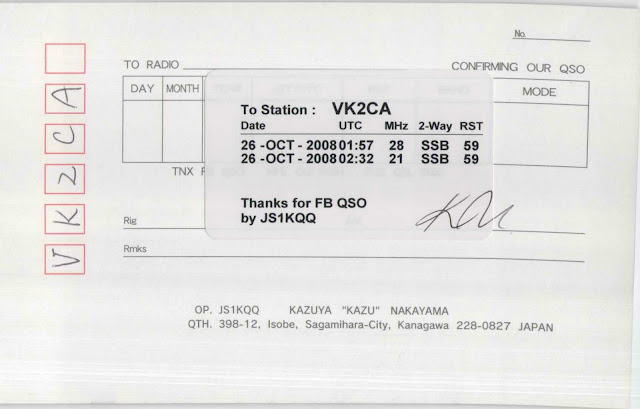 No.
TO RADIO CONFIRMING OUR QSO
DAY MONTH MODE
To Station : VK2CA
Date UTC MHz 2-Way RST
26 -OCT - 2008 01:57 28 SSB 59
26 -OCT - 2008 02:32 21 SSB 59
TNX
Thanks for FB QSO
by JS1KQQ
Rig
Rmks
VK2CA
OP. JS1KQQ KAZUYA "KAZU" NAKAYAMA
QTH. 398-12, Isobe, Sagamihara-City, Kanagawa 228-0827 JAPAN